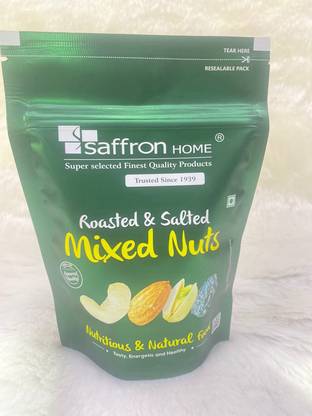 TEAR HERE
RESEALABLE PACK
saffron HOME ®
Super selected Finest Quality Products
Trusted Since 1939
Roasted & Salted
Mixed Nuts
Nutritious & Natural Food
Tasty, Energetic and Healthy